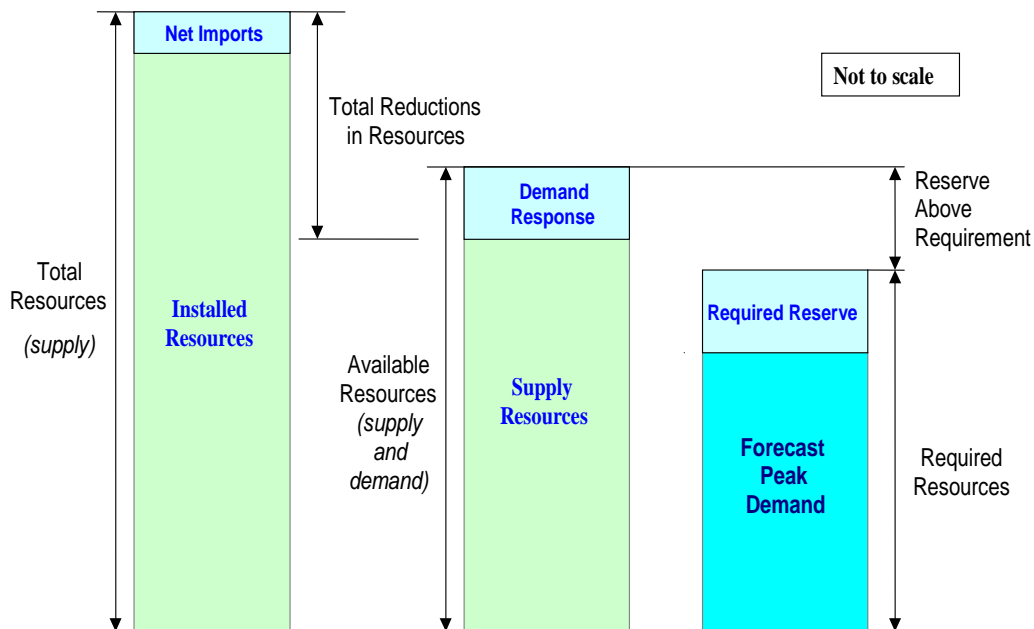 Net Imports
Not to scale
Total Reductions
in Resources
Demand
Response
Reserve
Above
Requirement
Total
Resources
(supply)
Installed
Resources
Required Reserve
Available
Resources
(supply
and
demand)
Supply
Resources
Forecast
Peak
Demand
Required
Resources